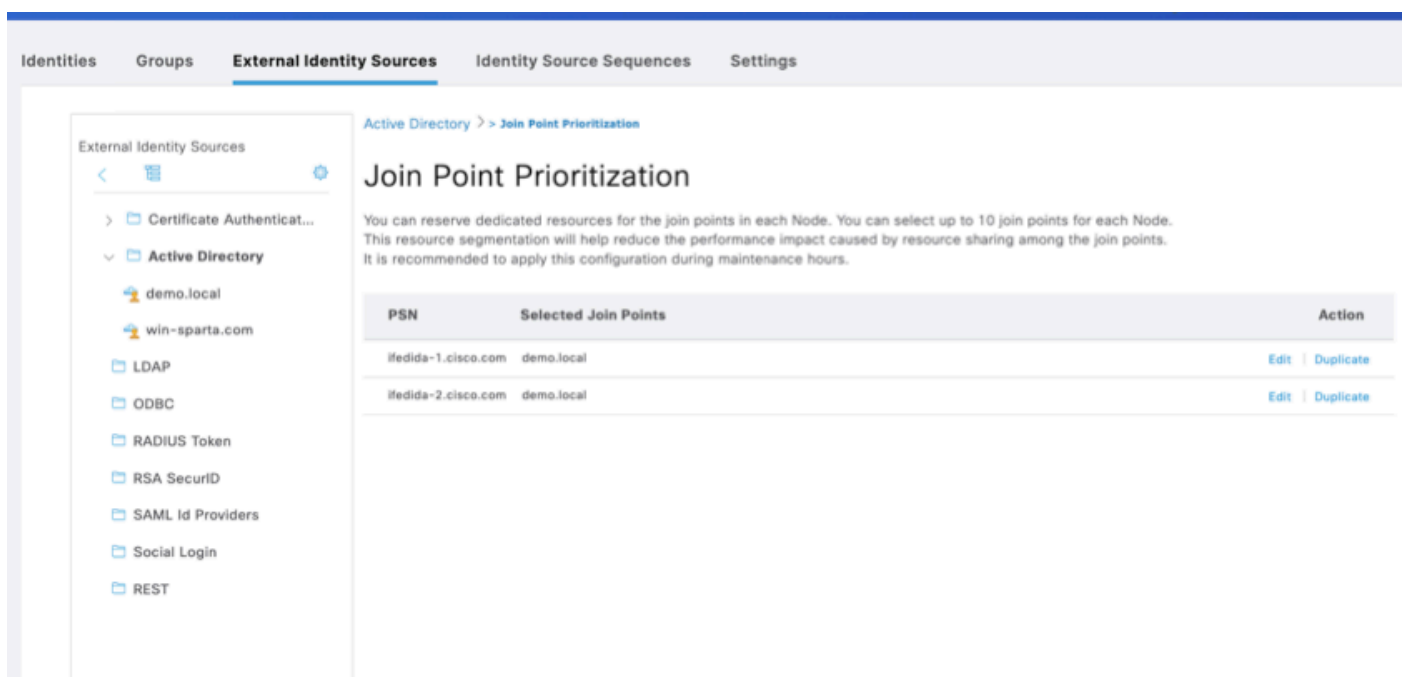 Identities Groups External Identity Sources Identity Source Sequences Settings
External Identity Sources
Certificate Authenticat...
Active Directory
demo.local
win-sparta.com
LDAP
ODBC
RADIUS Token
RSA SecurID
SAML Id Providers
Social Login
REST
Active Directory > > Join Point Prioritization
Join Point Prioritization
You can reserve dedicated resources for the join points in each Node. You can select up to 10 join points for each Node.
This resource segmentation will help reduce the performance impact caused by resource sharing among the join points.
It is recommended to apply this configuration during maintenance hours.
PSN Selected Join Points Action
ifedida-1.cisco.com demo.local Edit | Duplicate
ifedida-2.cisco.com demo.local Edit | Duplicate